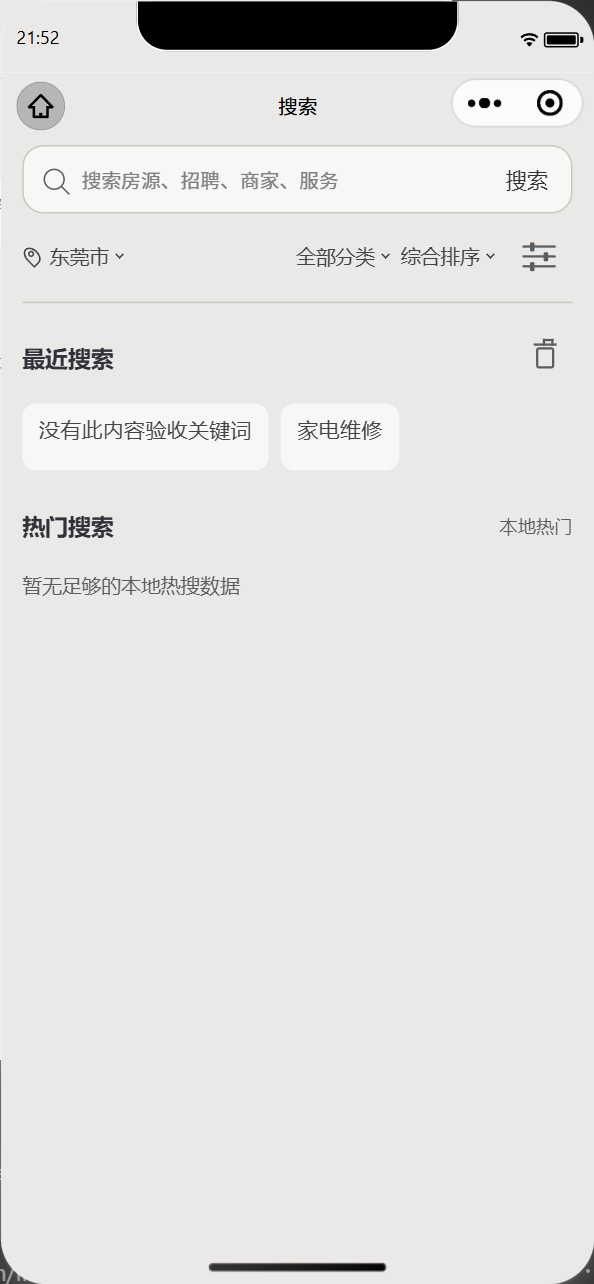 21:52
搜索
搜索房源、招聘、商家、服务 搜索
东莞市 全部分类 综合排序
最近搜索
没有此内容验收关键词 家电维修
热门搜索 本地热门
暂无足够的本地热搜数据